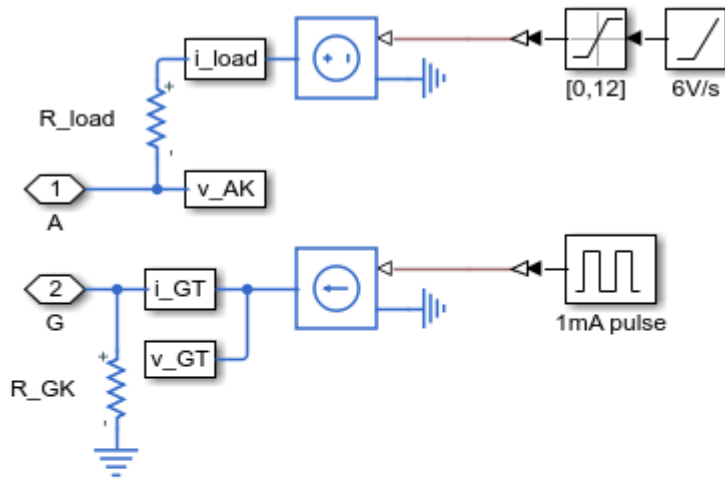 i_load
[0,12]
6V/s
R_load
+
-
1
A
v_AK
2
G
i_GT
1mA pulse
v_GT
R_GK
+
-